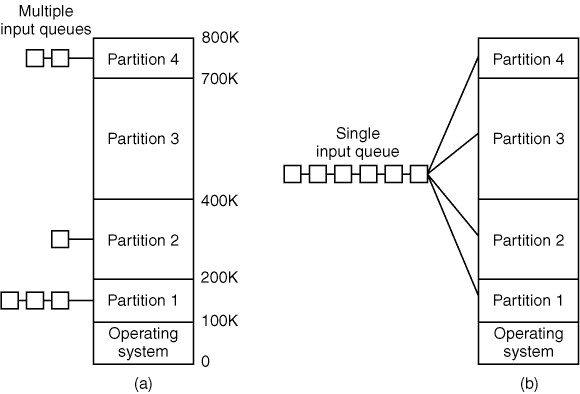 Multiple
input queues
800K
Partition 4
700K
Partition 3
400K
Partition 2
200K
Partition 1
100K
Operating
system
0
(a)
Single
input queue
Partition 4
Partition 3
Partition 2
Partition 1
Operating
system
(b)